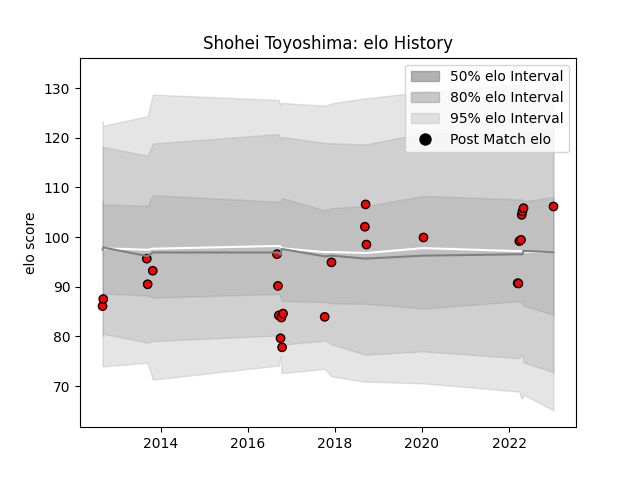 Shohei Toyoshima: elo History
130
120
110
100
90
80
70
elo score
50% elo Interval
80% elo Interval
95% elo Interval
Post Match elo
2014
2016
2018
2020
2022